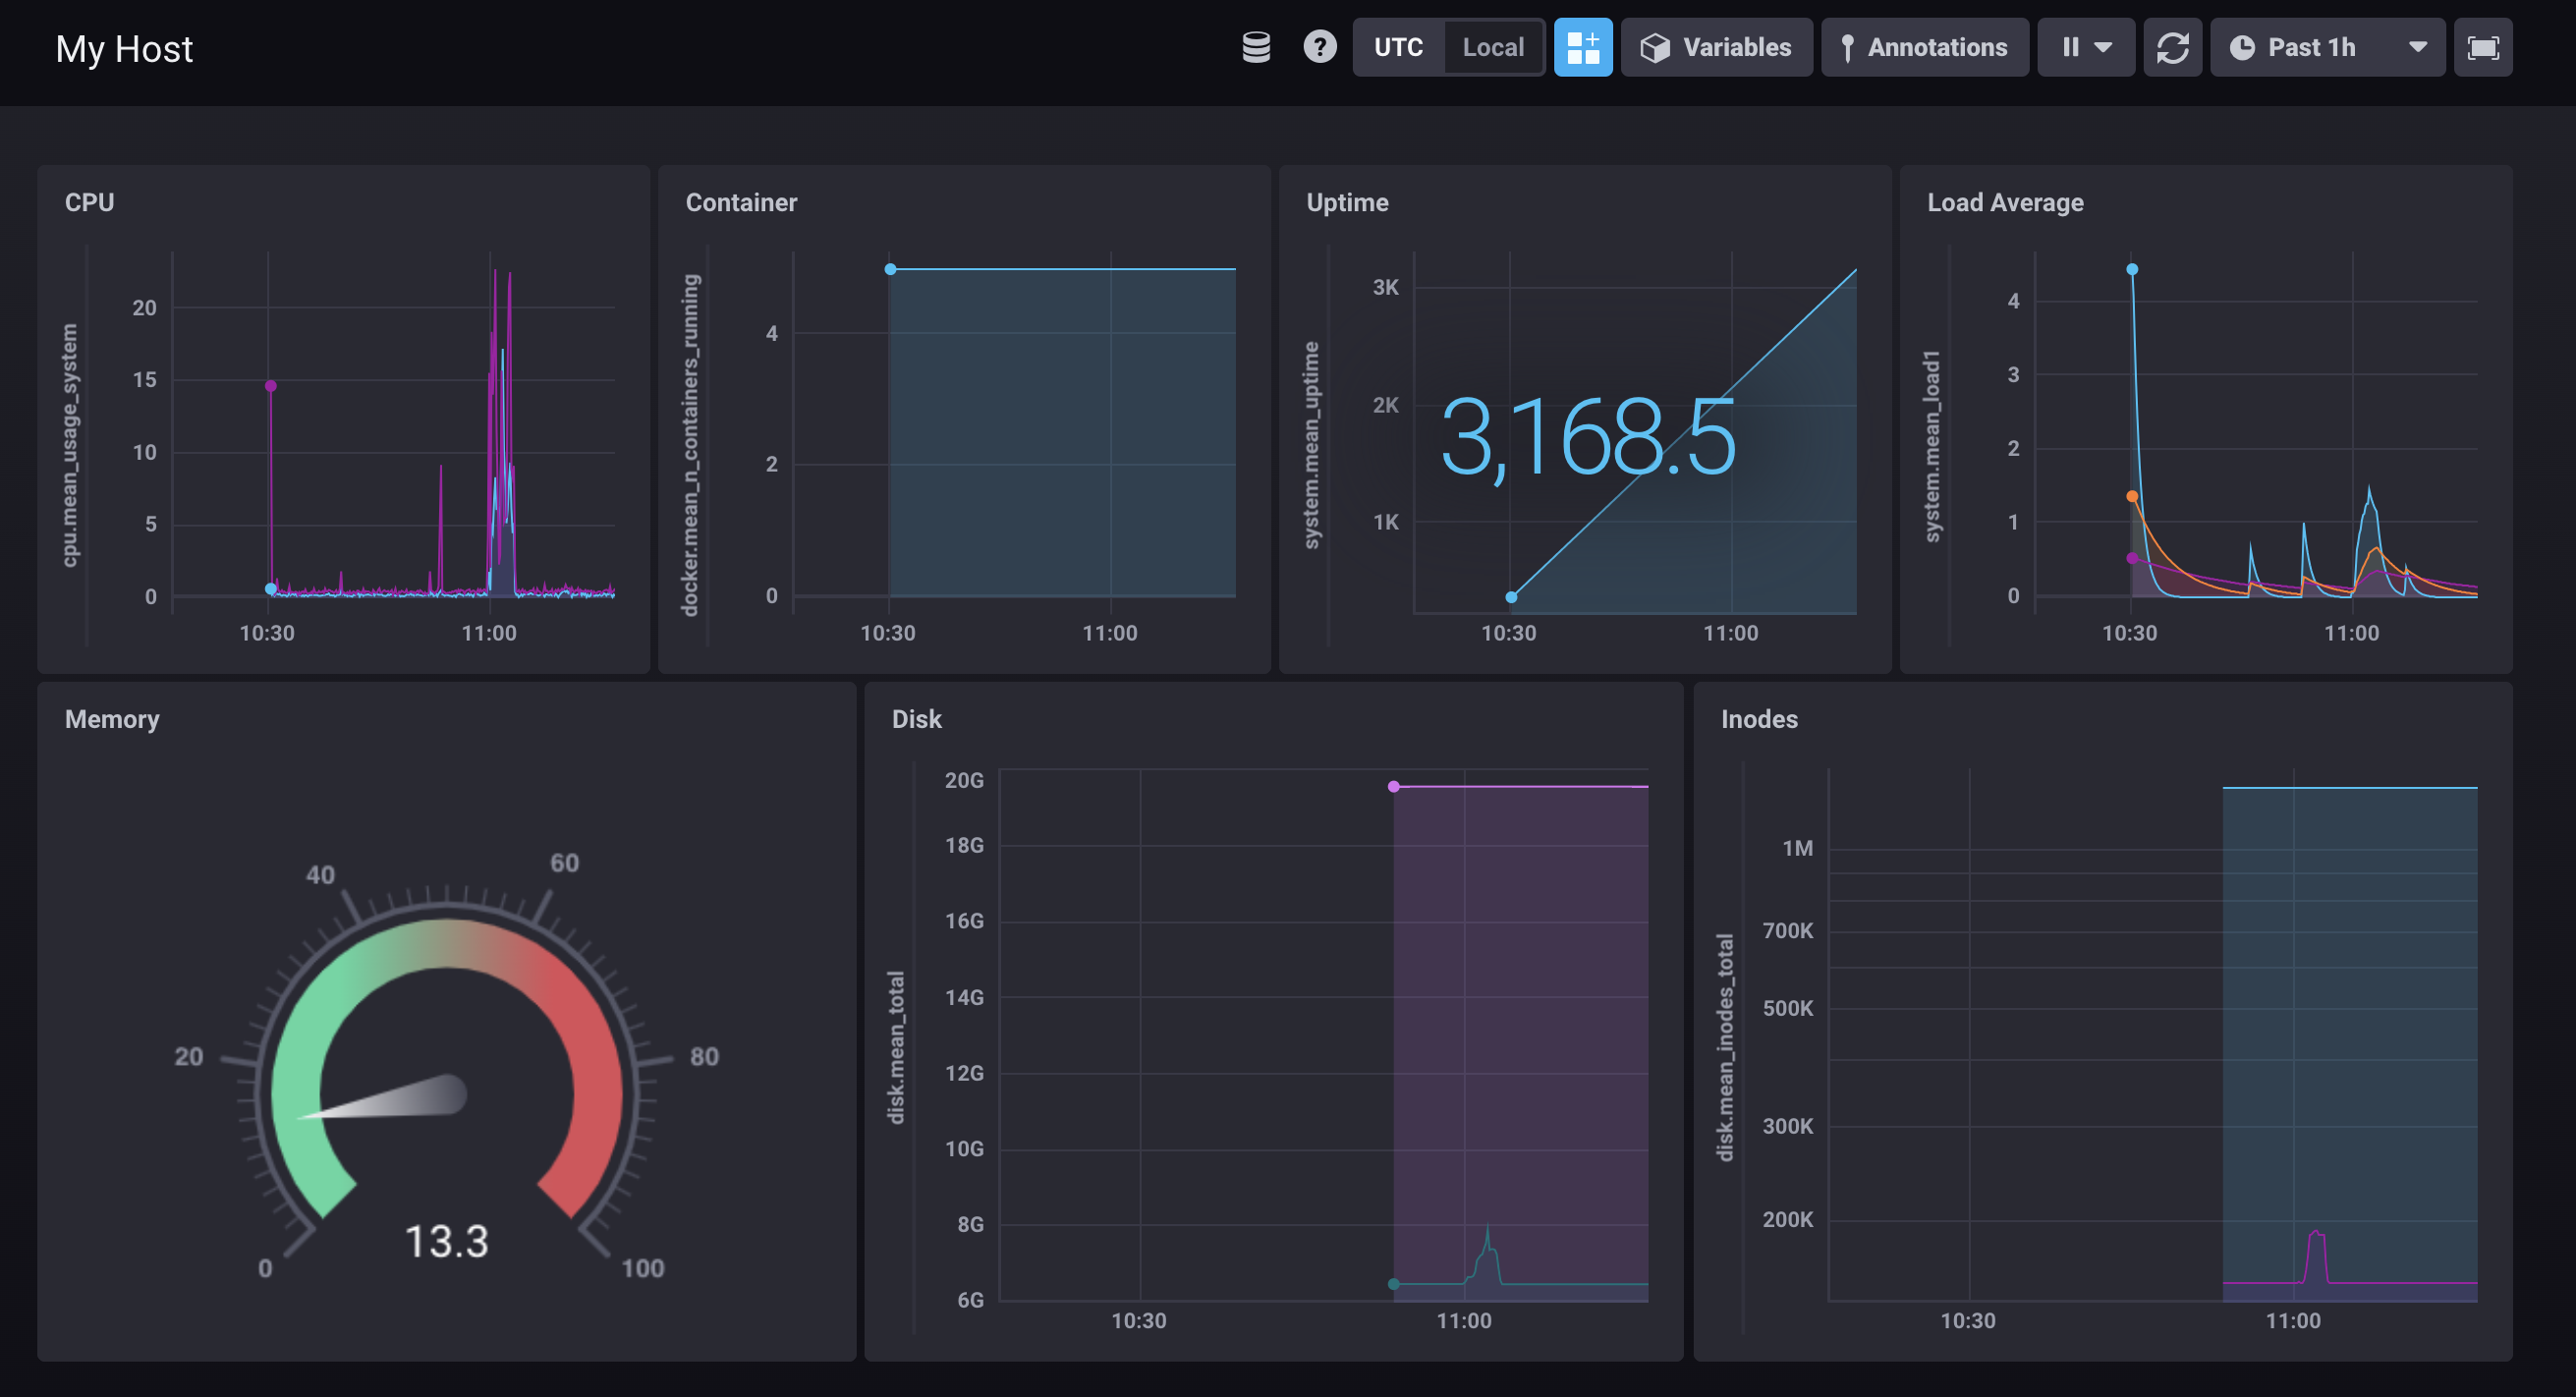 My Host
?
UTC
Local
Variables
Annotations
Past 1h
CPU
cpu.mean_usage_system
20
15
10
5
0
10:30
11:00
Container
docker.mean_n_containers_running
4
2
0
10:30
11:00
Uptime
system.mean_uptime
3K
2K
1K
3,168.5
10:30
11:00
Load Average
system.mean_load1
4
3
2
1
0
10:30
11:00
Memory
0
20
40
60
80
100
13.3
Disk
disk.mean_total
20G
18G
16G
14G
12G
10G
8G
6G
10:30
11:00
Inodes
disk.mean_inodes_total
1M
700K
500K
300K
200K
10:30
11:00